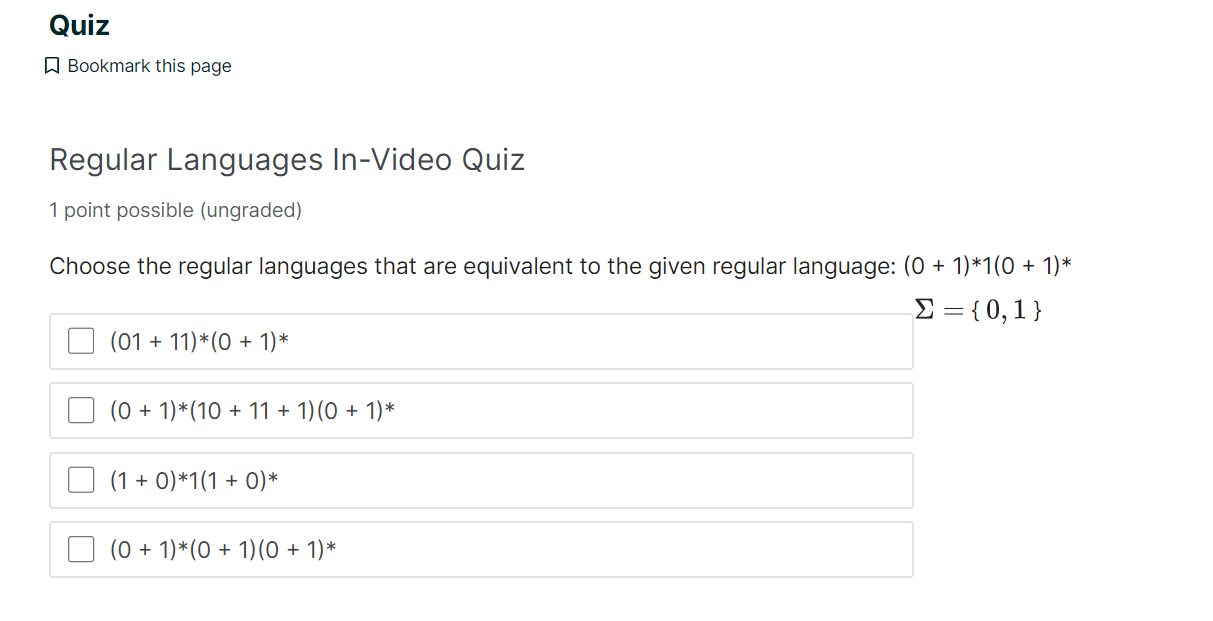 Quiz
Bookmark this page
Regular Languages In-Video Quiz
1 point possible (ungraded)
Choose the regular languages that are equivalent to the given regular language: (0 + 1)*1(0 + 1)*
Σ = { 0, 1 }
(01 + 11)*(0 + 1)*
(0 + 1)*(10 + 11 + 1)(0 + 1)*
(1 + 0)*1(1 + 0)*
(0 + 1)*(0 + 1)(0 + 1)*